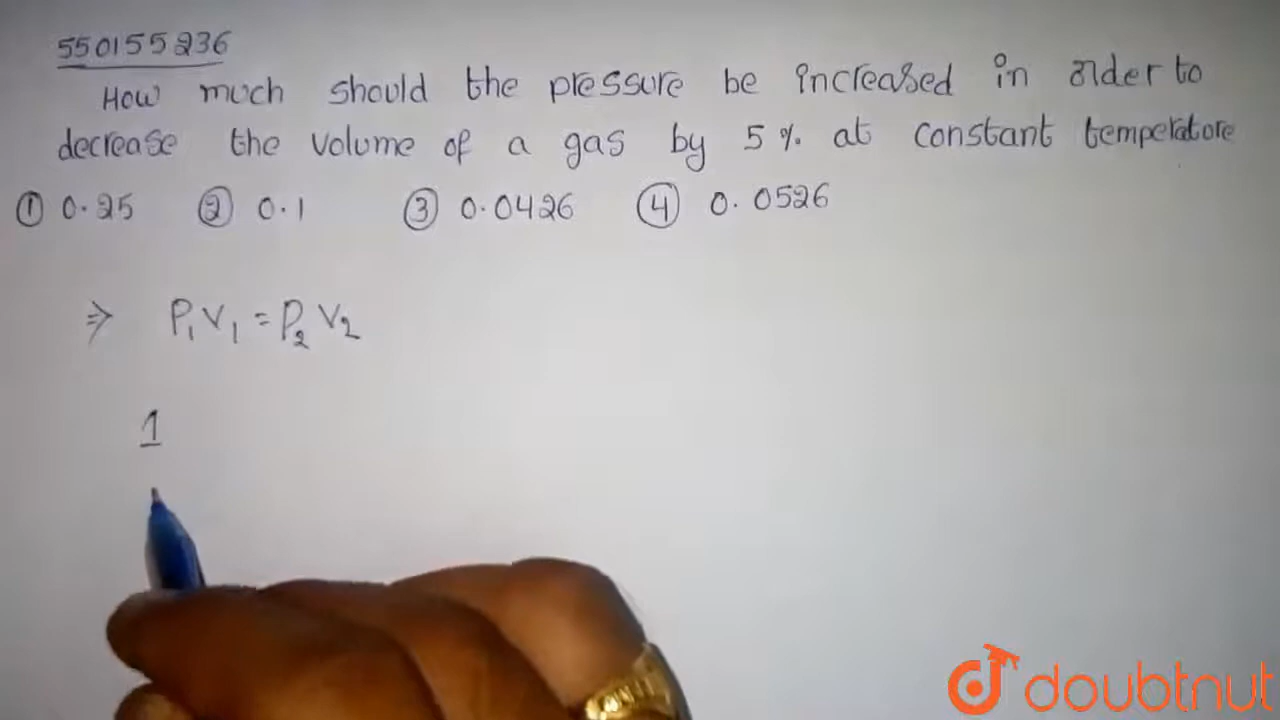 550155236
How much should the pressure be increased in order to
decrease the volume of a gas by 5% at constant temperature
① 0.25 ② 0.1 ③ 0.0426 ④ 0.0526
⇒ P₁V₁ = P₂V₂
1
doubtnut